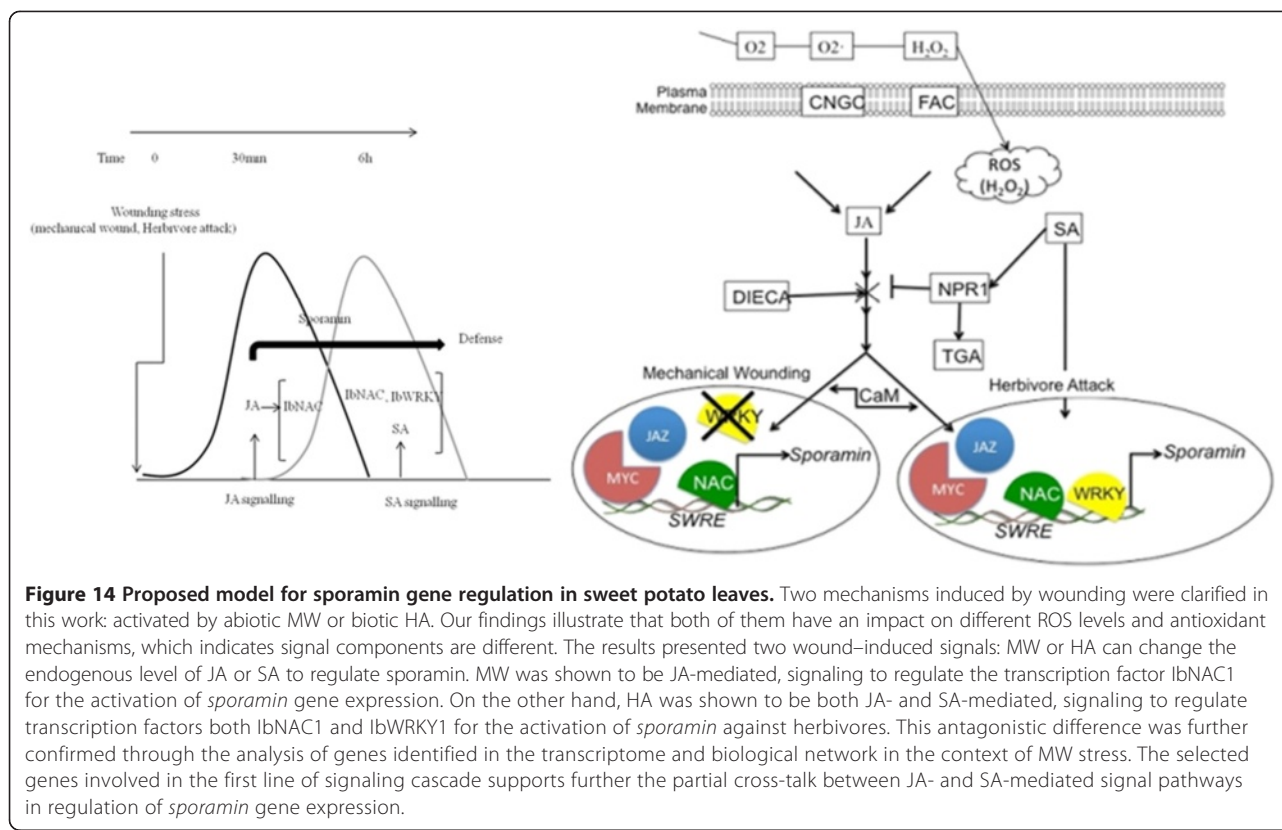 Time 0 30min 6h
Wounding stress
(mechanical wound, Herbivore attack)
Sporamin
Defense
JA IbNAC
IbNAC, IbWRKY
SA
JA signalling
SA signalling
O2 O2· H₂O₂
Plasma
Membrane
CNGC FAC
ROS
(H₂O₂)
JA
SA
DIECA
NPR1
TGA
Mechanical Wounding
CaM
Herbivore Attack
WRKY
JAZ
MYC
NAC
Sporamin
SWRE
JAZ
MYC
NAC
WRKY
Sporamin
SWRE
Figure 14 Proposed model for sporamin gene regulation in sweet potato leaves. Two mechanisms induced by wounding were clarified in
this work: activated by abiotic MW or biotic HA. Our findings illustrate that both of them have an impact on different ROS levels and antioxidant
mechanisms, which indicates signal components are different. The results presented two wound–induced signals: MW or HA can change the
endogenous level of JA or SA to regulate sporamin. MW was shown to be JA-mediated, signaling to regulate the transcription factor IbNAC1
for the activation of sporamin gene expression. On the other hand, HA was shown to be both JA- and SA-mediated, signaling to regulate
transcription factors both IbNAC1 and IbWRKY1 for the activation of sporamin against herbivores. This antagonistic difference was further
confirmed through the analysis of genes identified in the transcriptome and biological network in the context of MW stress. The selected
genes involved in the first line of signaling cascade supports further the partial cross-talk between JA- and SA-mediated signal pathways
in regulation of sporamin gene expression.